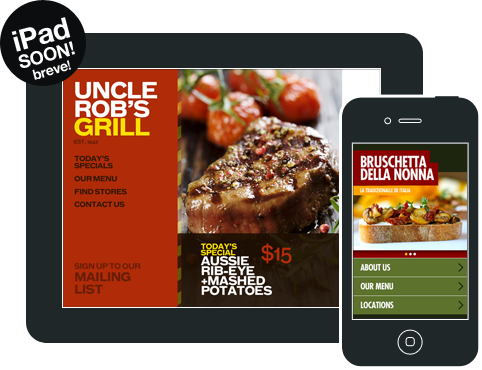 iPad
SOON!
breve!
UNCLE
ROB'S
GRILL
TODAY'S
SPECIALS
OUR MENU
FIND STORES
CONTACT US
SIGN UP TO OUR
MAILING
LIST
TODAY'S
SPECIAL
AUSSIE
RIB-EYE
+MASHED
POTATOES
$15
BRUSCHETTA
DELLA NONNA
LA TRADIZIONALE DI ITALIA
ABOUT US
OUR MENU
LOCATIONS